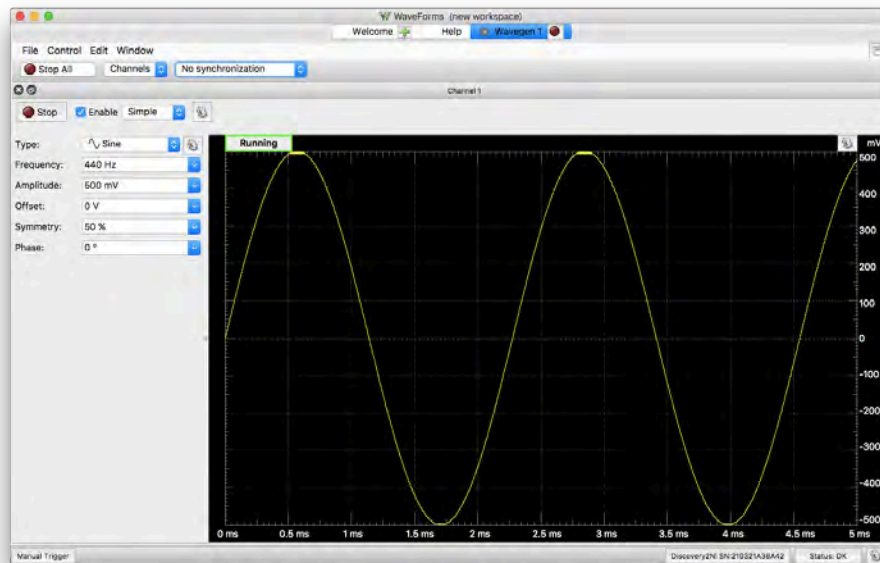 WaveForms (new workspace)
Welcome Help Wavegen 1
File Control Edit Window
Stop All Channels No synchronization
Channel 1
Stop Enable Simple
Type: Sine
Frequency: 440 Hz
Amplitude: 500 mV
Offset: 0 V
Symmetry: 50 %
Phase: 0 °
Running mV
500
400
300
200
100
0
-100
-200
-300
-400
-500
0 ms 0.5 ms 1 ms 1.5 ms 2 ms 2.5 ms 3 ms 3.5 ms 4 ms 4.5 ms 5 ms
Manual Trigger Discovery2NI SN:210321A38A42 Status: OK